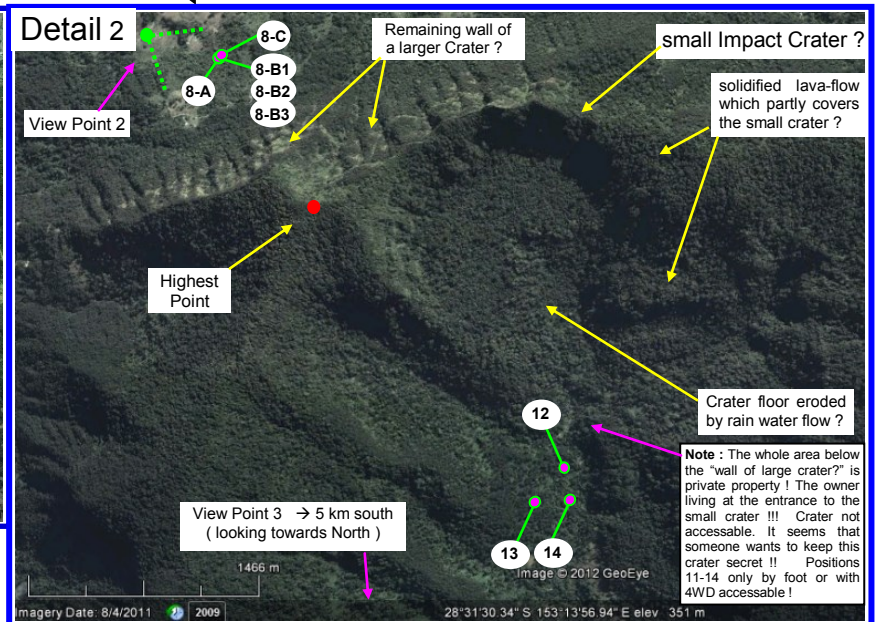 Detail 2
8-C
8-A
8-B1
8-B2
8-B3
View Point 2
Remaining wall of
a larger Crater ?
small Impact Crater ?
solidified lava-flow
which partly covers
the small crater ?
Highest
Point
Crater floor eroded
by rain water flow ?
12
13
14
Note : The whole area below
the “wall of large crater?” is
private property ! The owner
living at the entrance to the
small crater !!! Crater not
accessable. It seems that
someone wants to keep this
crater secret !! Positions
11-14 only by foot or with
4WD accessable !
View Point 3 → 5 km south
( looking towards North )
1466 m
Image © 2012 GeoEye
Imagery Date: 8/4/2011 2009 28°31'30.34" S 153°13'56.94" E elev 351 m